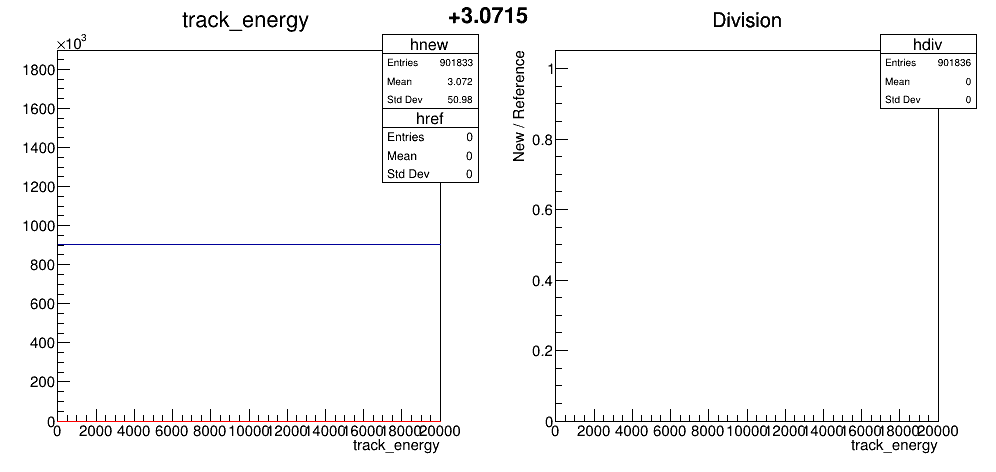 track_energy
+3.0715
Division
×10³
hnew
Entries 901833
Mean 3.072
Std Dev 50.98
href
Entries 0
Mean 0
Std Dev 0
1800
1600
1400
1200
1000
800
600
400
200
0
0 2000 4000 6000 8000 10000 12000 14000 16000 18000 20000
track_energy
hdiv
Entries 901836
Mean 0
Std Dev 0
New / Reference
1
0.8
0.6
0.4
0.2
0
0 2000 4000 6000 8000 10000 12000 14000 16000 18000 20000
track_energy